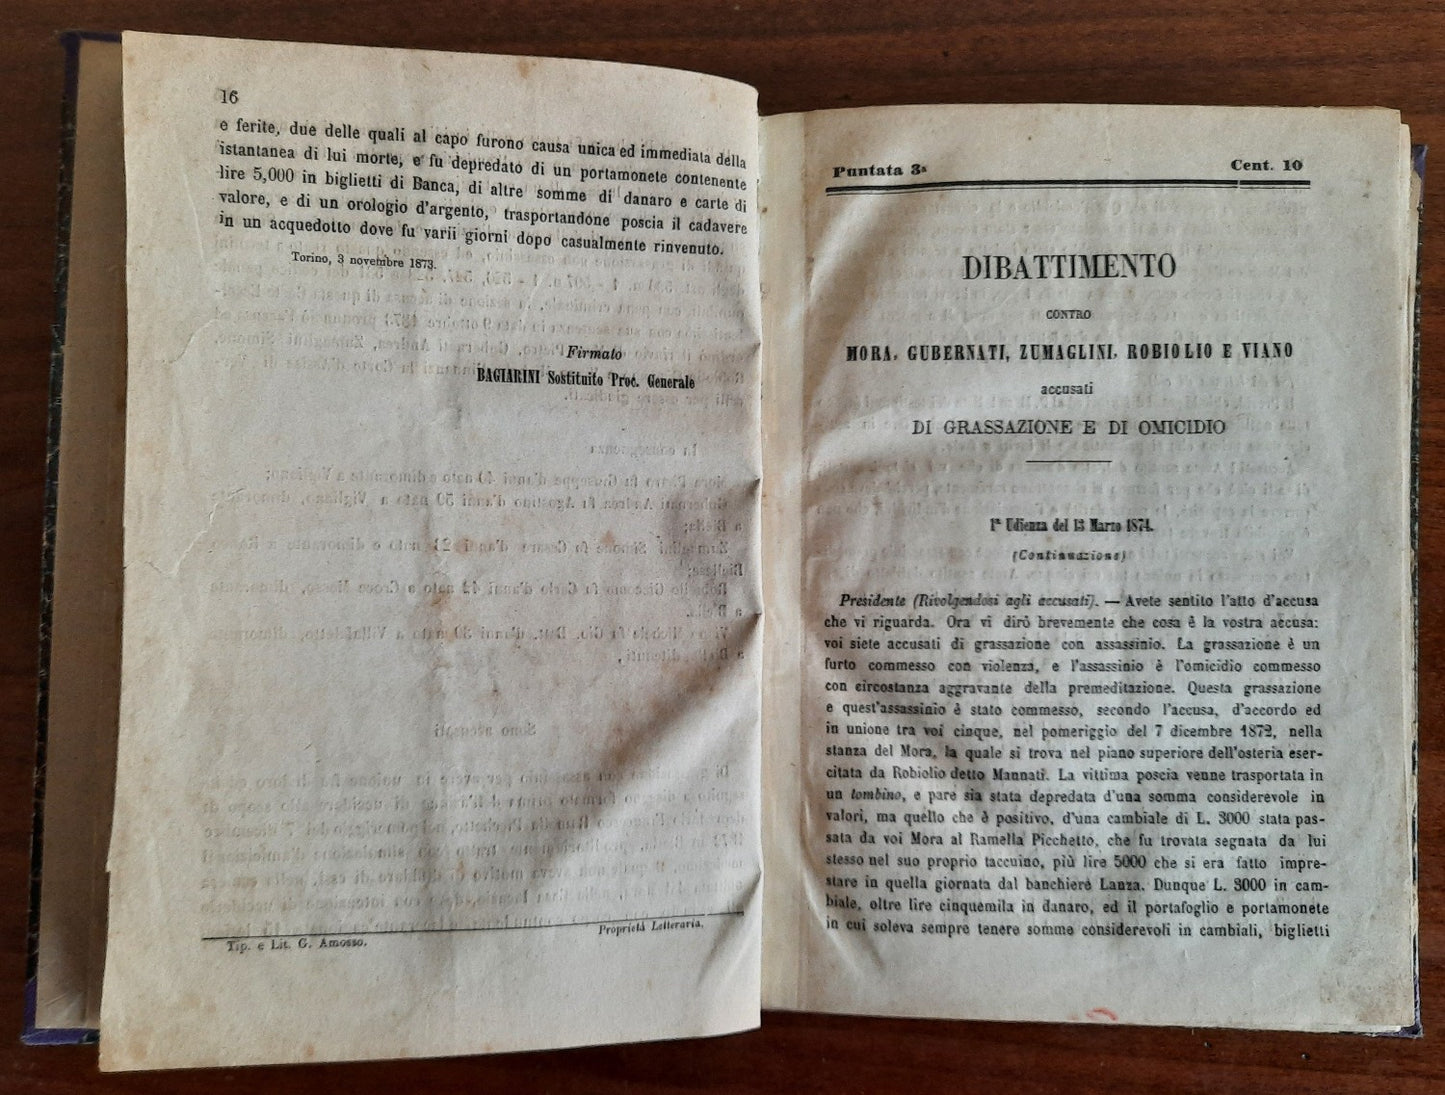 16
e ferite, due delle quali al capo furono causa unica ed immediata della
istantanea di lui morte, e fu depredato di un portamonete contenente
lire 5,000 in biglietti di Banca, di altre somme di danaro e carte di
valore, e di un orologio d'argento, trasportandone poscia il cadavere
in un acquedotto dove fu varii giorni dopo casualmente rinvenuto.
Torino, 3 novembre 1873.
Firmato
BAGIARINI Sostituito Proc. Generale
Proprietà Letteraria.
Tip. e Lit. G. Amosso.
Puntata 3ª Cent. 10
DIBATTIMENTO
CONTRO
MORA, GUBERNATI, ZUMAGLINI, ROBIOLIO E VIANO
accusati
DI GRASSAZIONE E DI OMICIDIO
1ª Udienza del 13 Marzo 1874.
(Continuazione)
Presidente (Rivolgendosi agli accusati). — Avete sentito l'atto d'accusa
che vi riguarda. Ora vi dirò brevemente che cosa è la vostra accusa:
voi siete accusati di grassazione con assassinio. La grassazione è un
furto commesso con violenza, e l'assassinio è l'omicidio commesso
con circostanza aggravante della premeditazione. Questa grassazione
e quest'assassinio è stato commesso, secondo l'accusa, d'accordo ed
in unione tra voi cinque, nel pomeriggio del 7 dicembre 1872, nella
stanza del Mora, la quale si trova nel piano superiore dell'osteria eser-
citata da Robiolio detto Mannati. La vittima poscia venne trasportata in
un tombino, e pare sia stata depredata d'una somma considerevole in
valori, ma quello che è positivo, d'una cambiale di L. 3000 stata pas-
sata da voi Mora al Ramella Picchetto, che fu trovata segnata da lui
stesso nel suo proprio taccuino, più lire 5000 che si era fatto impre-
stare in quella giornata dal banchiere Lanza. Dunque L. 3000 in cam-
biale, oltre lire cinquemila in danaro, ed il portafoglio e portamonete
in cui soleva sempre tenere somme considerevoli in cambiali, biglietti